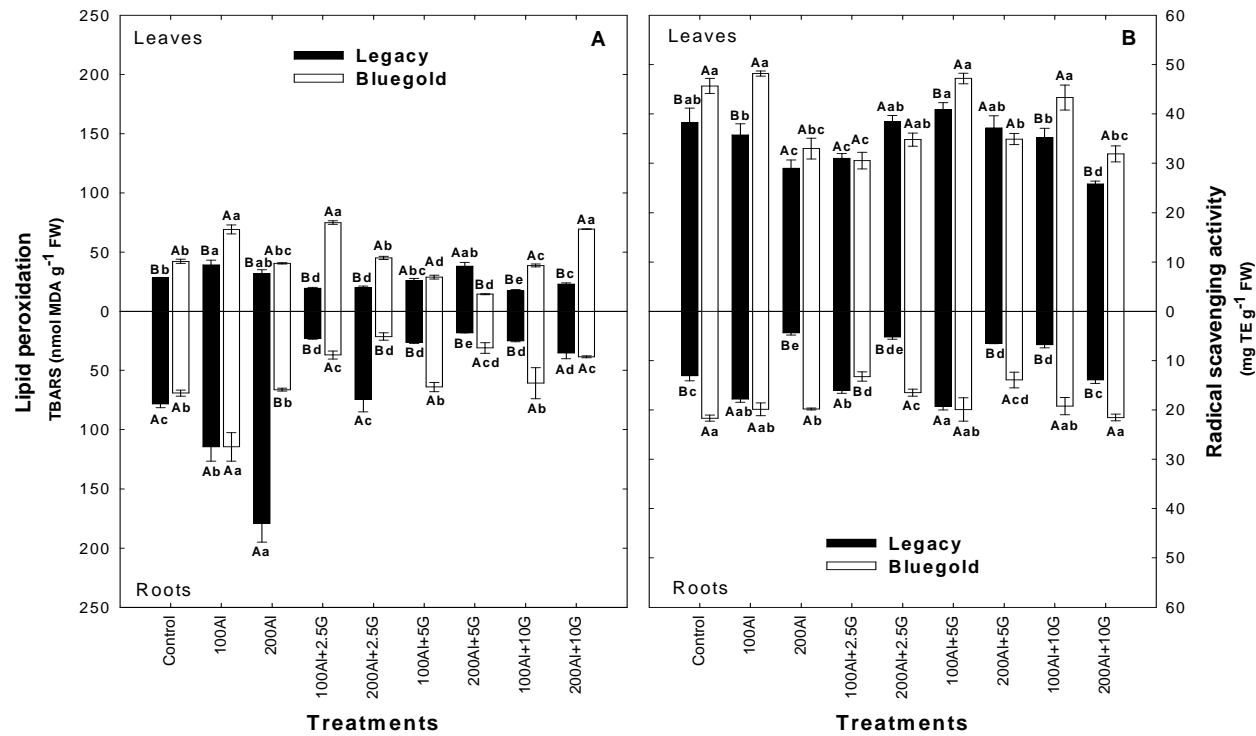 250
200
150
100
50
0
50
100
150
200
250
Lipid peroxidation
TBARS (nmol MDA g-1 FW)
Leaves
A
Legacy
Bluegold
Bb Ab Ba Aa Bab Abc Bd Aa Bd Ab Abc Ad Aab Bd Be Ac Bc Aa
Ac Ab Ab Aa Aa Bb Bd Ad Ac Bd Bd Ab Be Acd Bd Ab Ad Ac
Roots
Control
100Al
200Al
100Al+2.5G
200Al+2.5G
100Al+5G
200Al+5G
100Al+10G
200Al+10G
Treatments
Leaves
B
Bab Aa Bb Aa Ac Abc Ac Ac Aab Aab Ba Aa Aab Ab Bb Aa Bd Abc
Bc Aa Aab Aab Be Ab Ab Bd Bde Ac Aa Aab Bd Acd Bd Aab Bc Aa
Legacy
Bluegold
Roots
Control
100Al
200Al
100Al+2.5G
200Al+2.5G
100Al+5G
200Al+5G
100Al+10G
200Al+10G
Treatments
60
50
40
30
20
10
0
10
20
30
40
50
60
Radical scavenging activity
(mg TE g-1 FW)